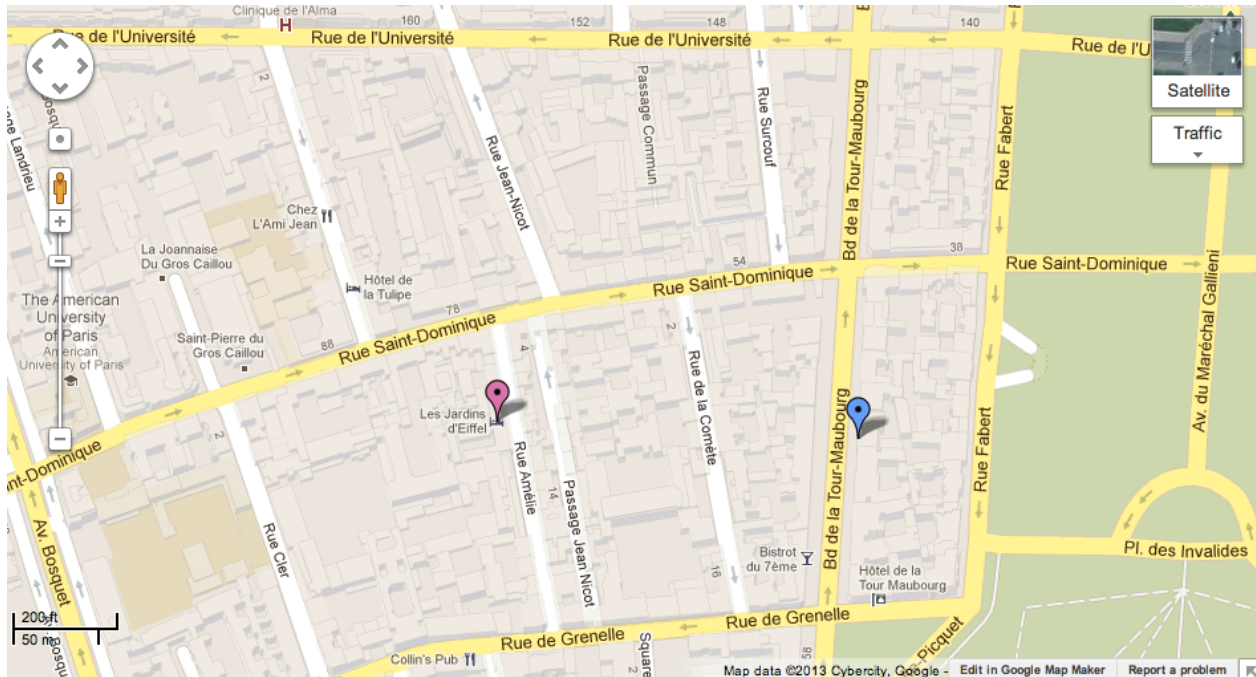 Clinique de l'Alma
H
160
152
148
140
Rue de l'Université
Rue de l'Université
Rue de l'Université
Rue de l'U
Satellite
Traffic
2
Passage Commun
Rue Surcouf
Bd de la Tour-Maubourg
Rue Fabert
Rue Jean-Nicot
Chez
L'Ami Jean
La Joannaise
Du Gros Caillou
Hôtel de
la Tulipe
54
38
Rue Saint-Dominique
Rue Saint-Dominique
The American
University
of Paris
American
University of Paris
Saint-Pierre du
Gros Caillou
78
88
Rue Saint-Dominique
4
2
Rue de la Comète
Av. du Maréchal Gallieni
Les Jardins
d'Eiffel
Rue Amélie
14
Passage Jean Nicot
Bd de la Tour-Maubourg
Rue Fabert
nt-Dominique
Av. Bosquet
Rue Cler
Pl. des Invalides
Bistrot
du 7ème
16
Hôtel de la
Tour Maubourg
200 ft
50 m
Rue de Grenelle
Rue de Grenelle
Collin's Pub
2
Square
58
-Picquet
Map data ©2013 Cybercity, Google -
Edit in Google Map Maker
Report a problem